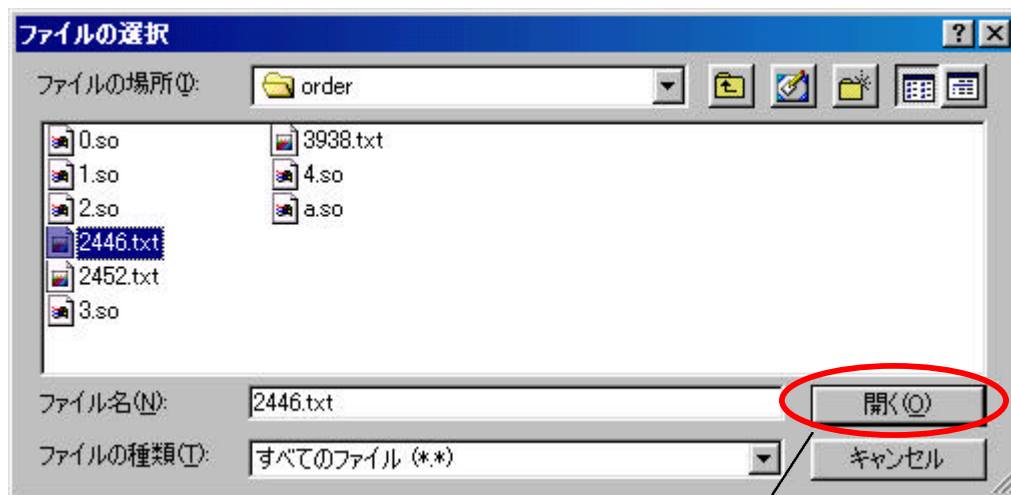 ファイルの選択
ファイルの場所(I):
order
0.so
1.so
2.so
2446.txt
2452.txt
3.so
3938.txt
4.so
a.so
ファイル名(N):
2446.txt
開く(O)
ファイルの種類(T):
すべてのファイル (*.*)
キャンセル